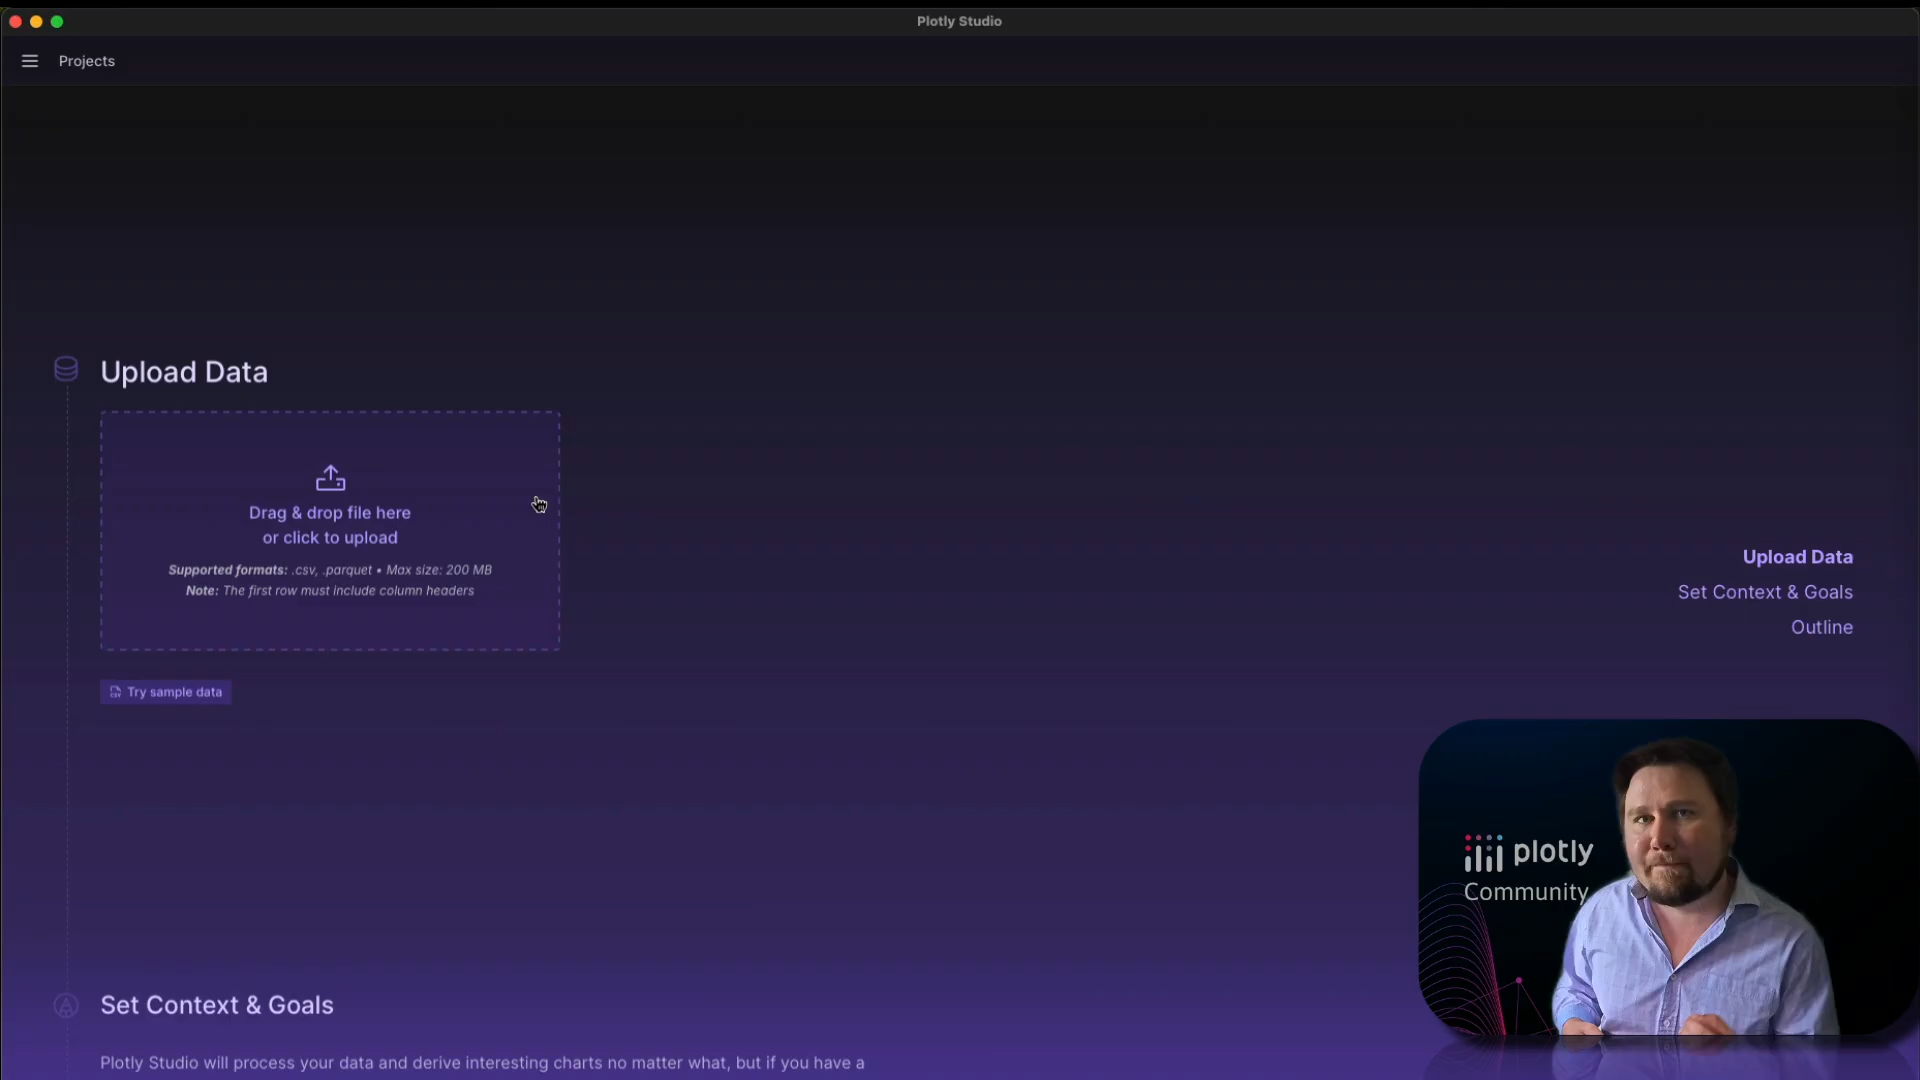 Plotly Studio
Projects
Upload Data
Drag & drop file here
or click to upload
Supported formats: .csv, .parquet • Max size: 200 MB
Note: The first row must include column headers
Try sample data
Upload Data
Set Context & Goals
Outline
plotly
Community
Set Context & Goals
Plotly Studio will process your data and derive interesting charts no matter what, but if you have a